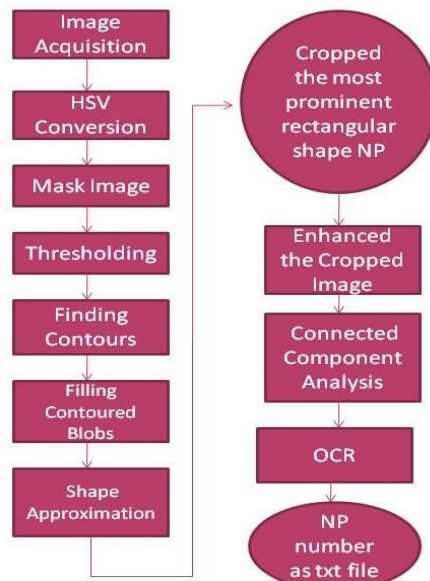 Image
Acquisition
HSV
Conversion
Mask Image
Thresholding
Finding
Contours
Filling
Contoured
Blobs
Shape
Approximation
Cropped
the most
prominent
rectangular
shape NP
Enhanced
the Cropped
Image
Connected
Component
Analysis
OCR
NP
number
as txt file